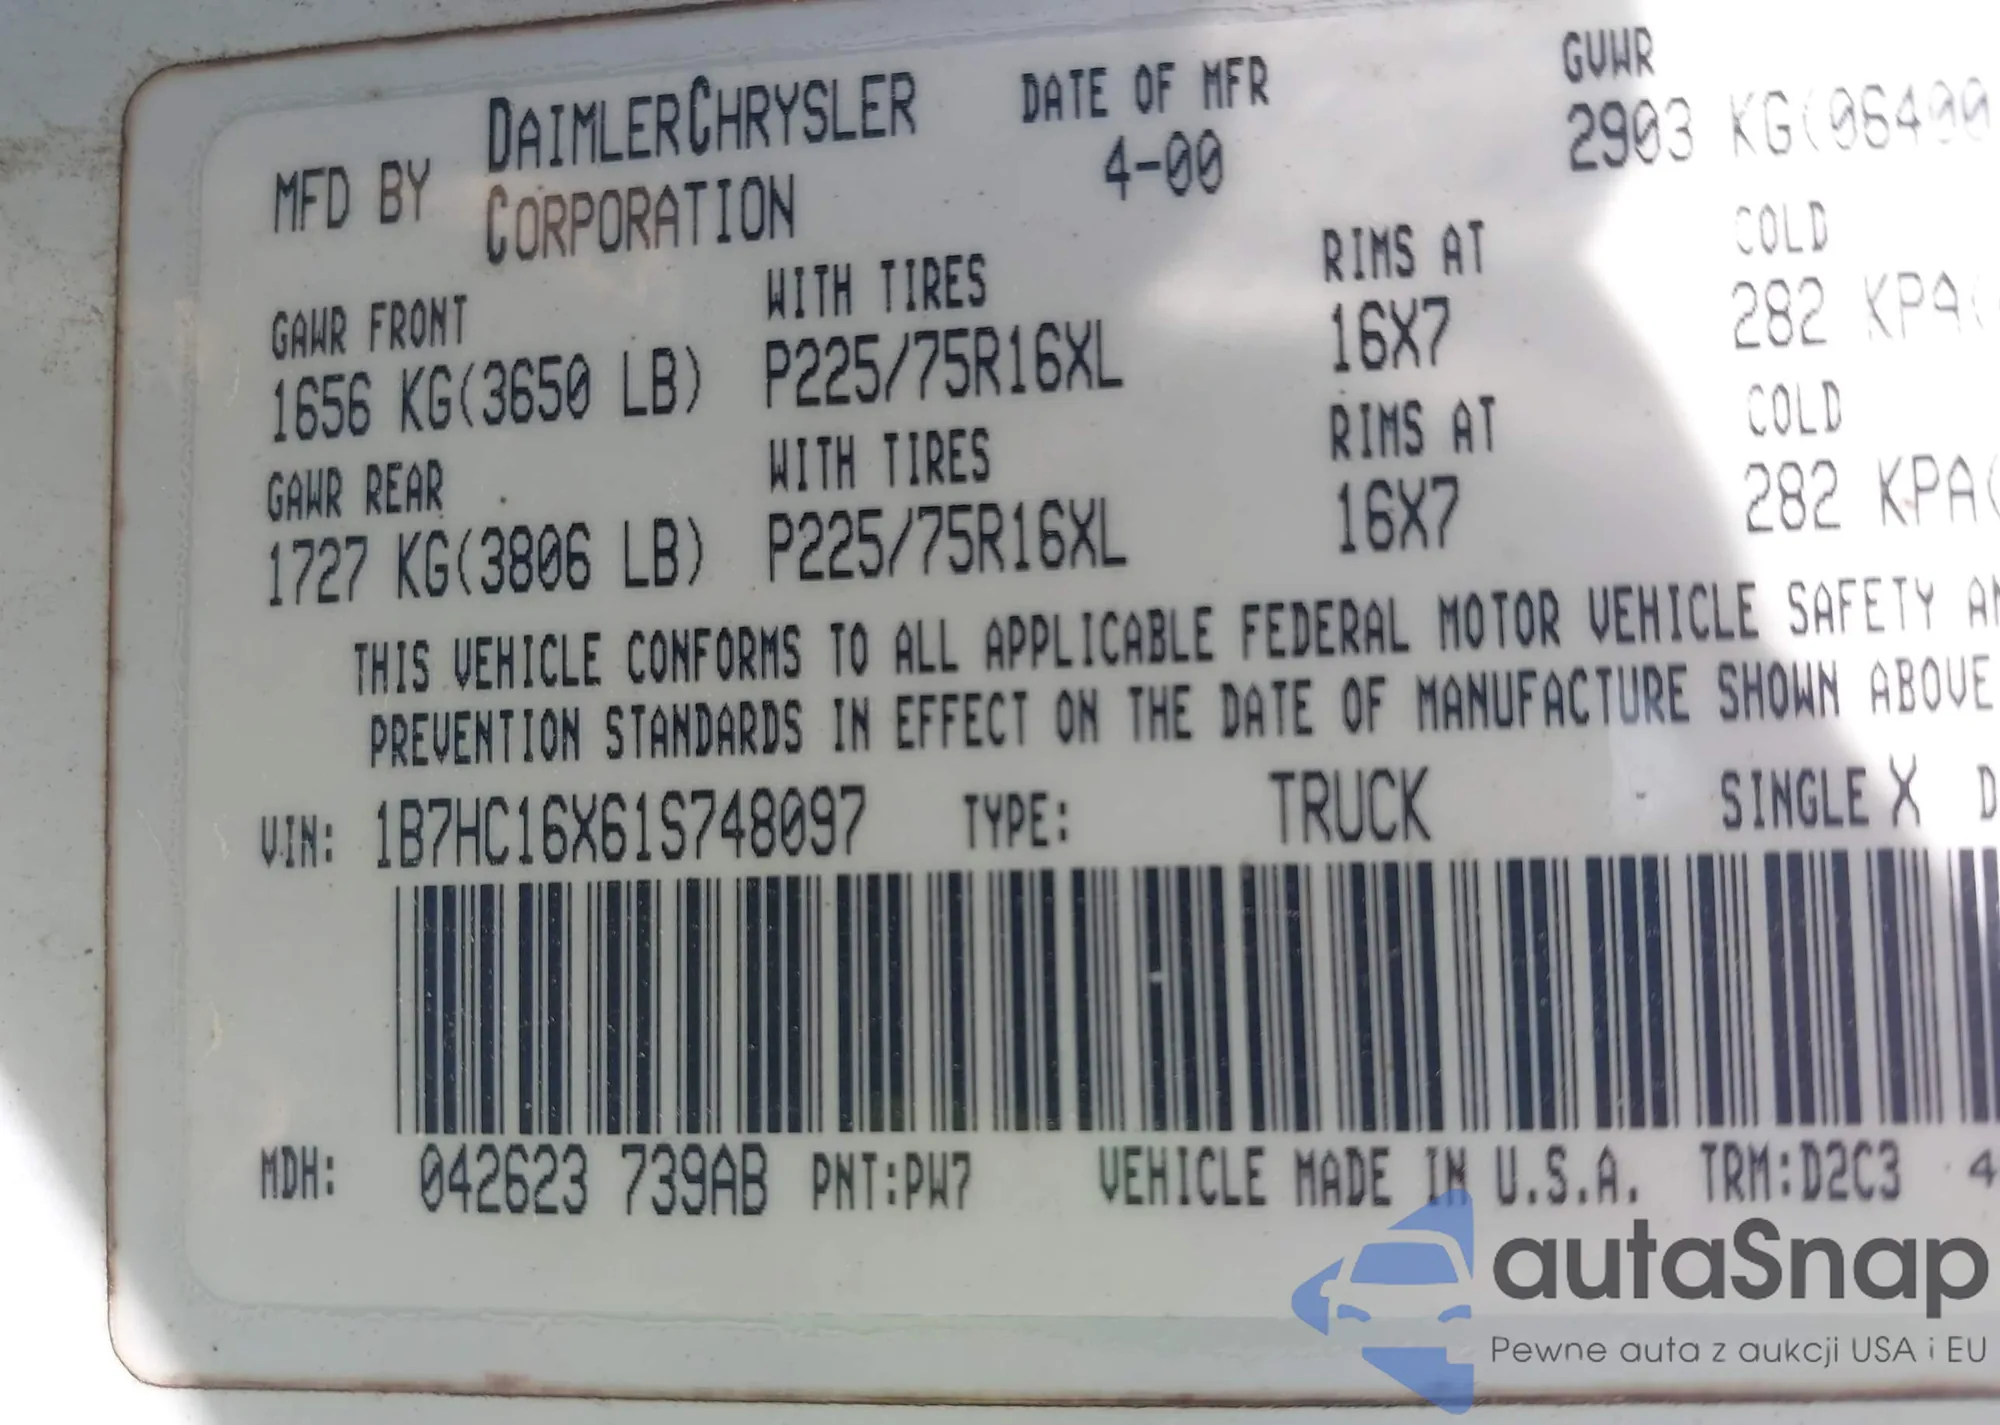 MFD BY DAIMLERCHRYSLER CORPORATION DATE OF MFR 4-00 GVWR 2903 KG(06400
GAWR FRONT WITH TIRES RIMS AT COLD
1656 KG(3650 LB) P225/75R16XL 16X7 282 KPA(
GAWR REAR WITH TIRES RIMS AT COLD
1727 KG(3806 LB) P225/75R16XL 16X7 282 KPA(
THIS VEHICLE CONFORMS TO ALL APPLICABLE FEDERAL MOTOR VEHICLE SAFETY AN
PREVENTION STANDARDS IN EFFECT ON THE DATE OF MANUFACTURE SHOWN ABOVE
VIN: 1B7HC16X61S748097 TYPE: TRUCK SINGLE X D
MDH: 042623 739AB PNT:PW7 VEHICLE MADE IN U.S.A. TRM:D2C3 4
autaSnap
Pewne auta z aukcji USA i EU